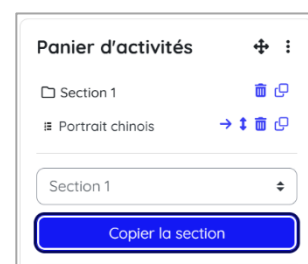 Panier d'activités
Section 1
Portrait chinois
Section 1
Copier la section